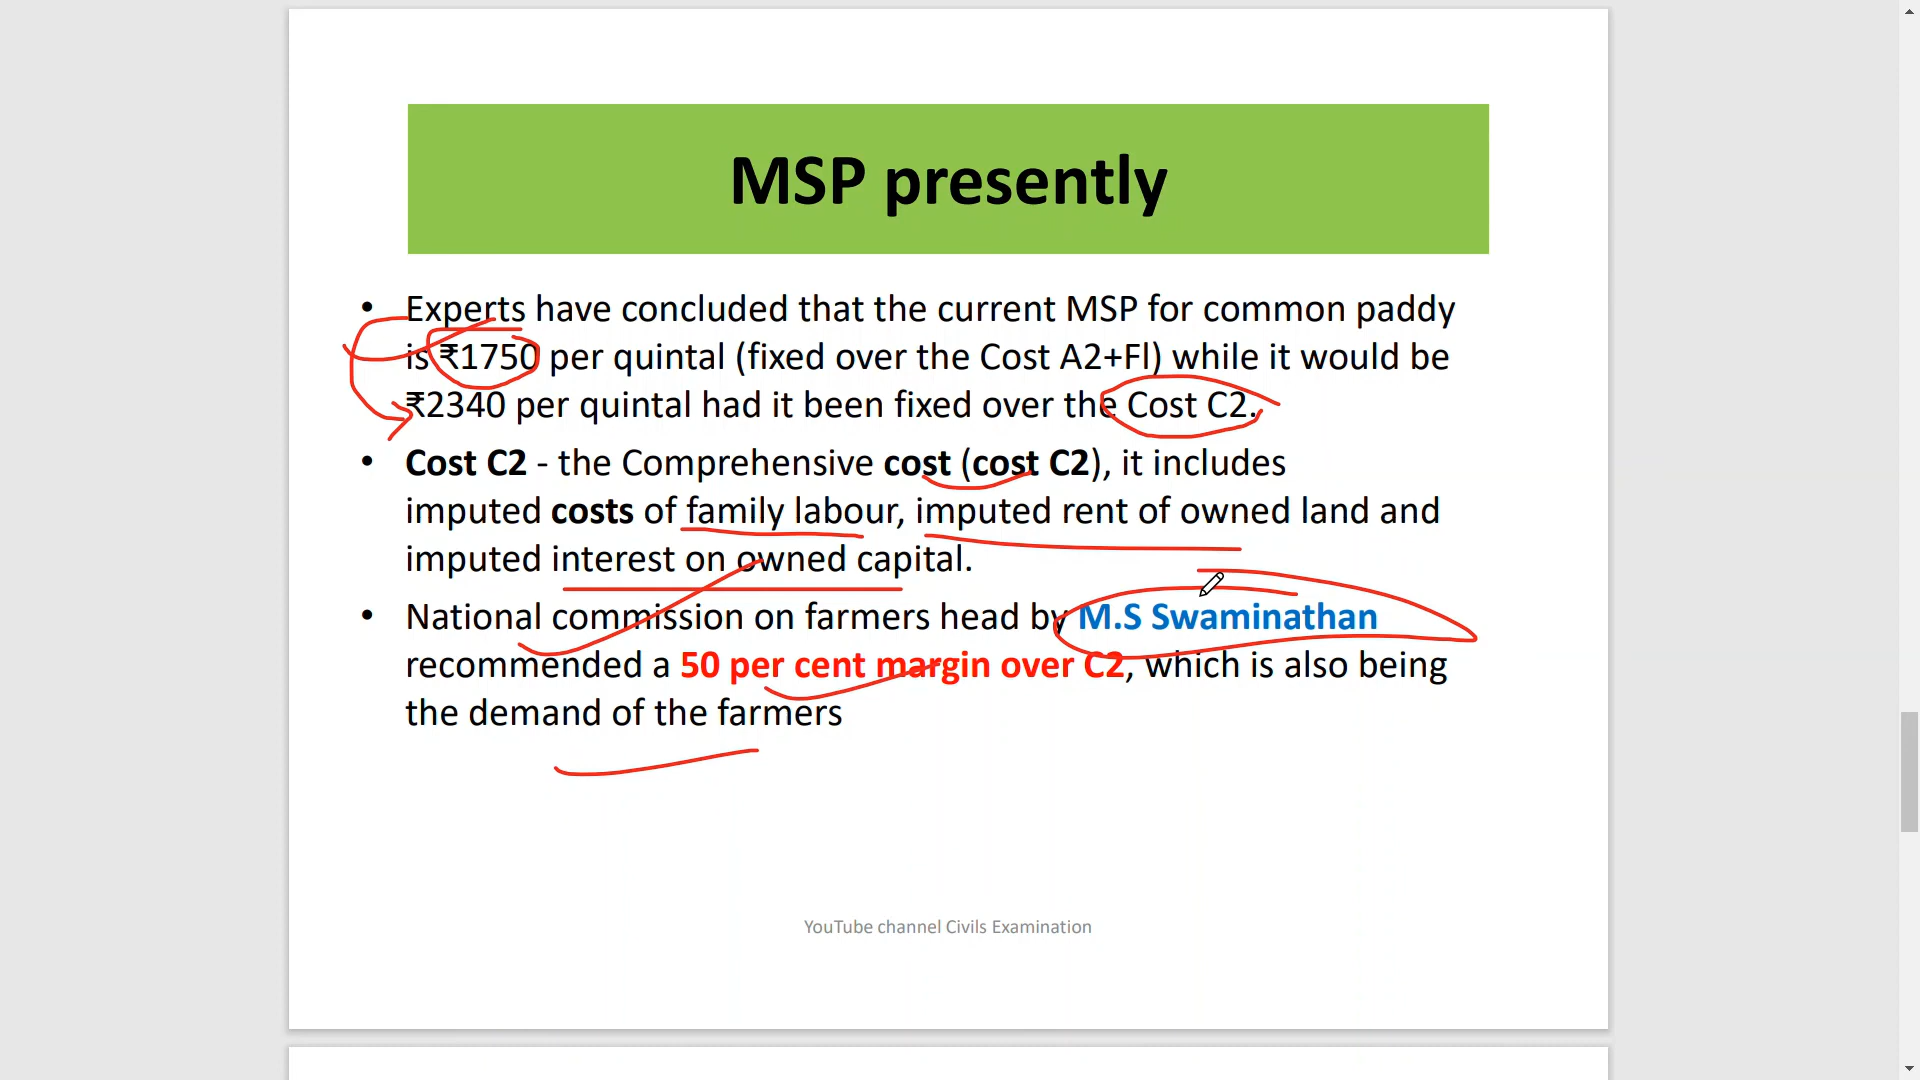 MSP presently
• Experts have concluded that the current MSP for common paddy
is ₹1750 per quintal (fixed over the Cost A2+Fl) while it would be
₹2340 per quintal had it been fixed over the Cost C2.
• Cost C2 - the Comprehensive cost (cost C2), it includes
imputed costs of family labour, imputed rent of owned land and
imputed interest on owned capital.
• National commission on farmers head by M.S Swaminathan
recommended a 50 per cent margin over C2, which is also being
the demand of the farmers
YouTube channel Civils Examination